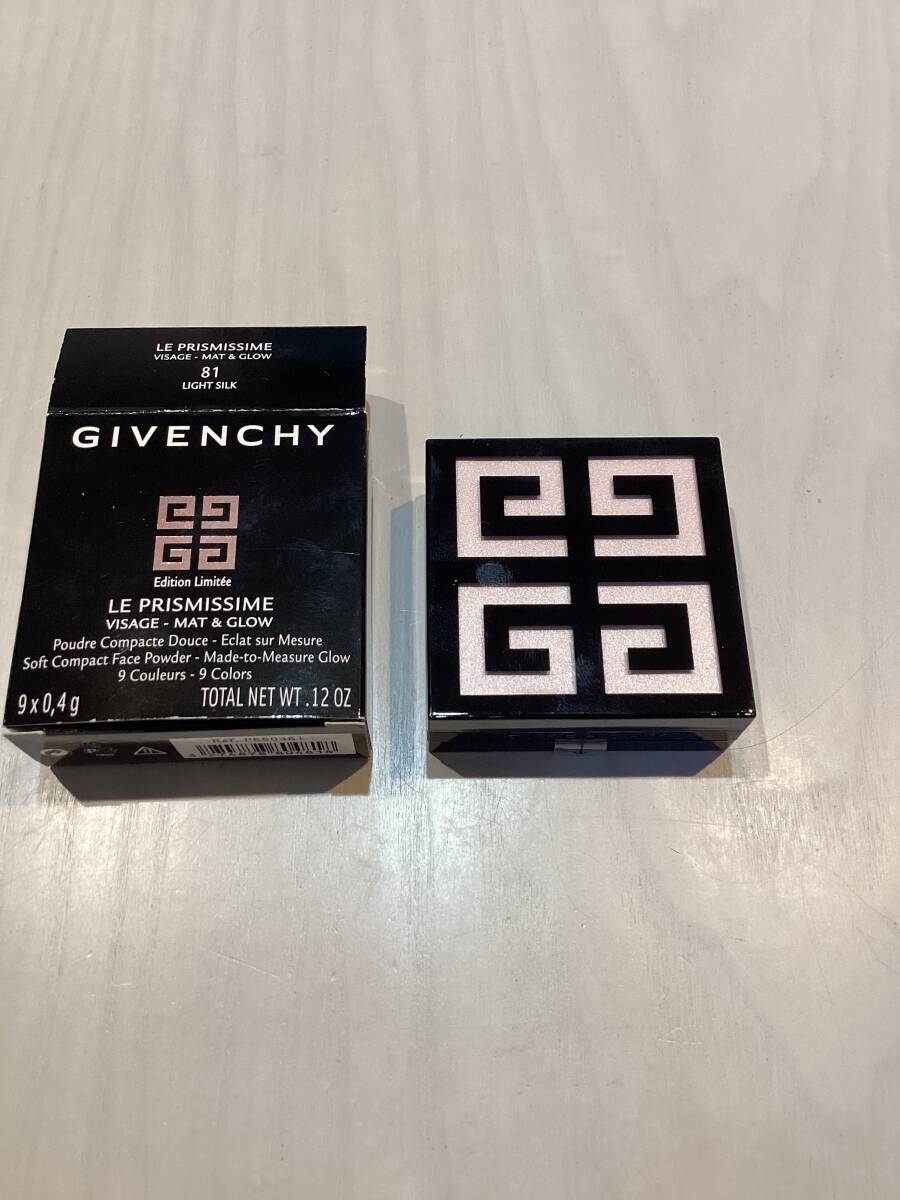 LE PRISMISSIME
VISAGE - MAT & GLOW
81
LIGHT SILK
GIVENCHY
Edition Limitée
LE PRISMISSIME
VISAGE - MAT & GLOW
Poudre Compacte Douce - Eclat sur Mesure
Soft Compact Face Powder - Made-to-Measure Glow
9 Couleurs - 9 Colors
9 x 0,4 g TOTAL NET WT .12 OZ